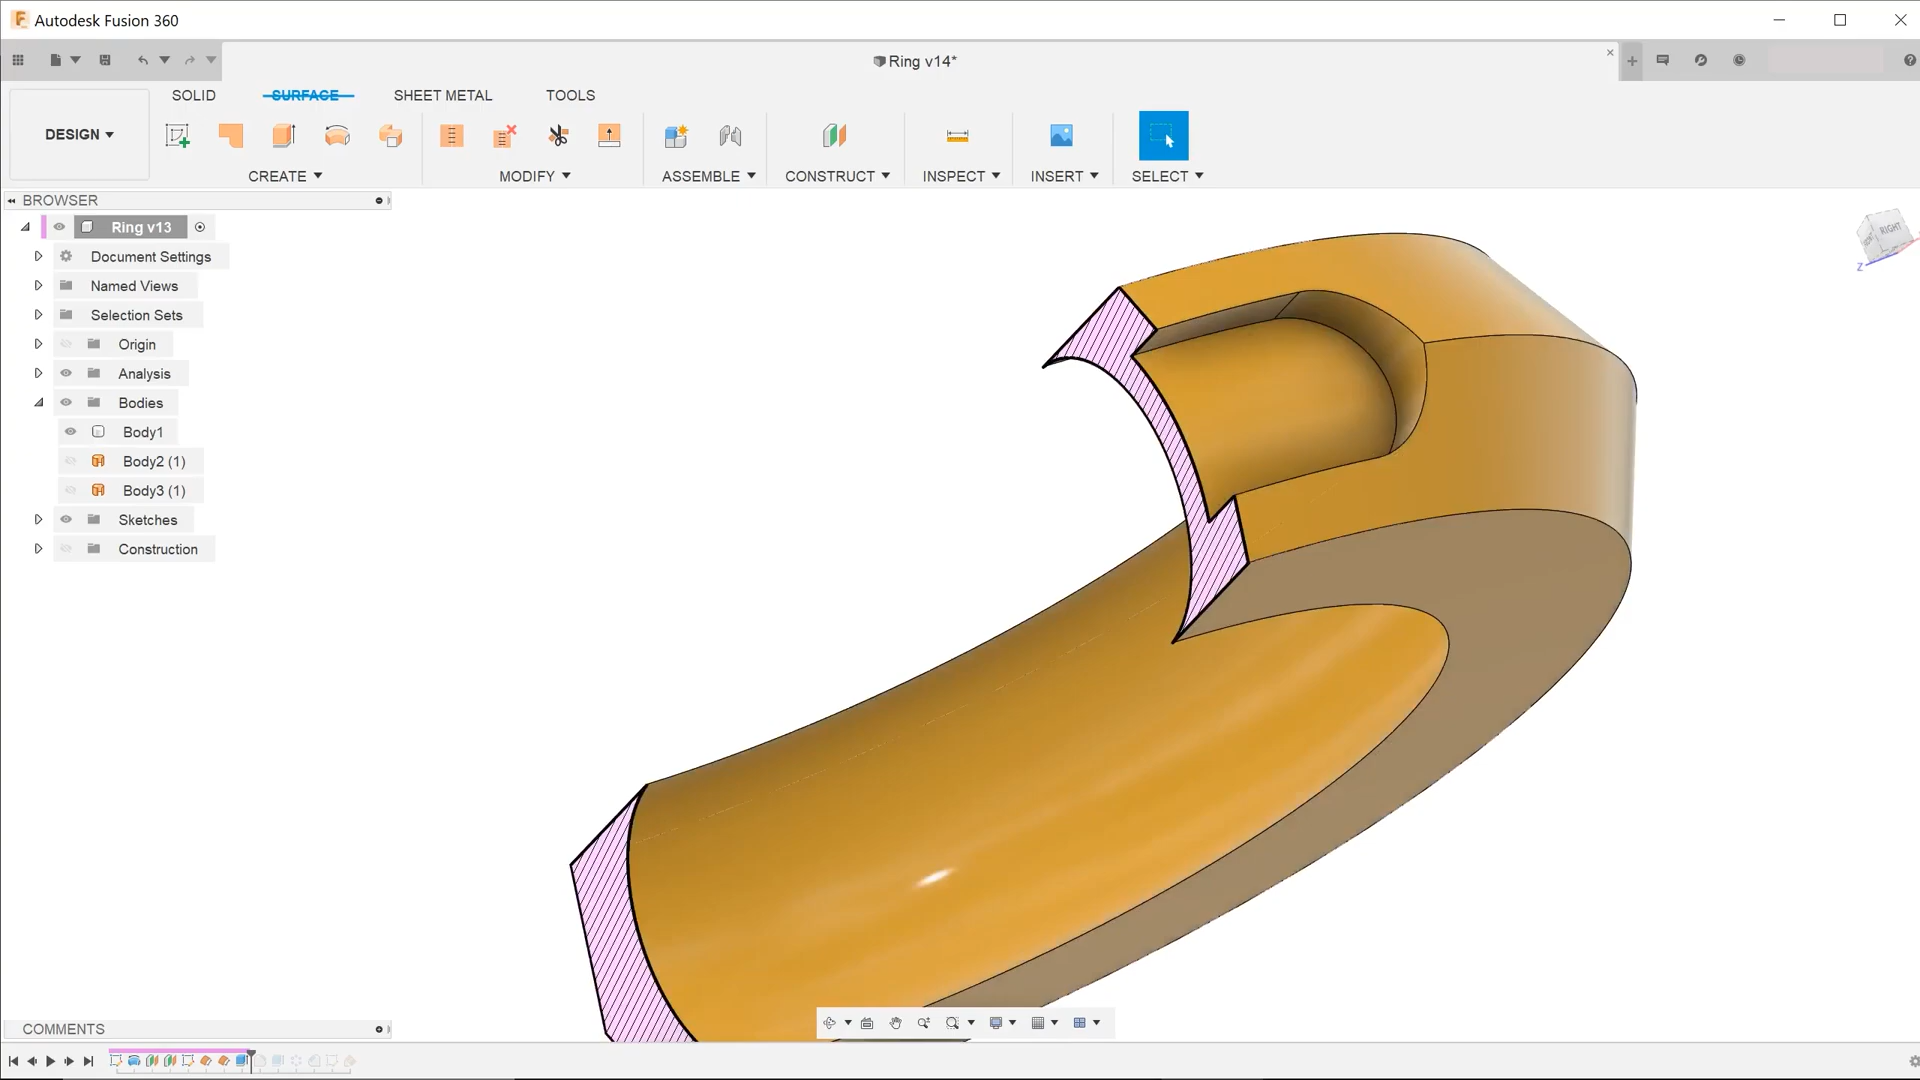 Autodesk Fusion 360
Ring v14*
SOLID SURFACE SHEET METAL TOOLS
DESIGN
CREATE MODIFY ASSEMBLE CONSTRUCT INSPECT INSERT SELECT
BROWSER
Ring v13
Document Settings
Named Views
Selection Sets
Origin
Analysis
Bodies
Body1
Body2 (1)
Body3 (1)
Sketches
Construction
RIGHT
Z
COMMENTS